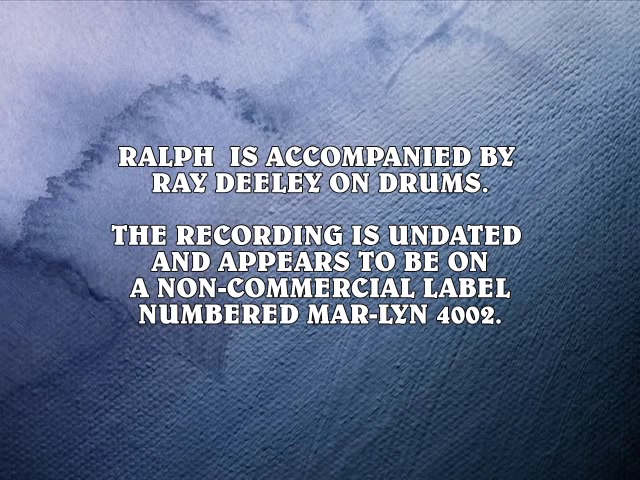 RALPH  IS ACCOMPANIED BY
RAY DEELEY ON DRUMS.
THE RECORDING IS UNDATED
AND APPEARS TO BE ON
A NON-COMMERCIAL LABEL
NUMBERED MAR-LYN 4002.